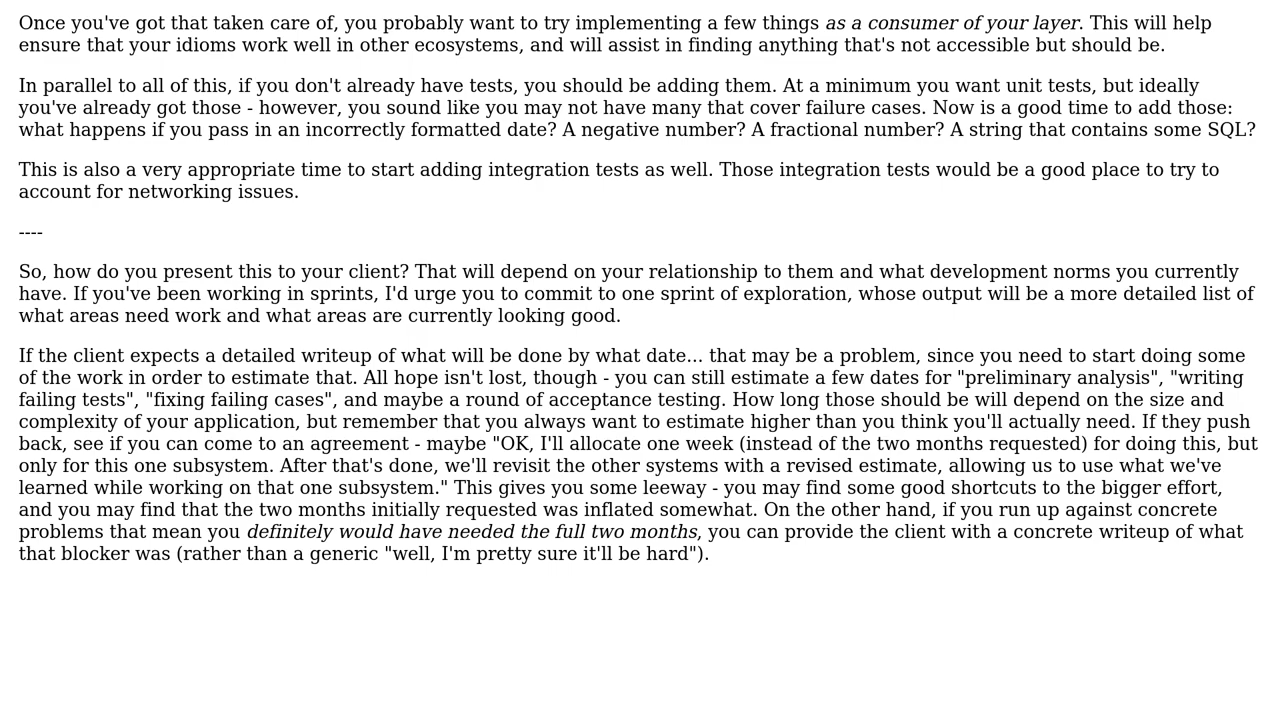 Once you've got that taken care of, you probably want to try implementing a few things as a consumer of your layer. This will help
ensure that your idioms work well in other ecosystems, and will assist in finding anything that's not accessible but should be.
In parallel to all of this, if you don't already have tests, you should be adding them. At a minimum you want unit tests, but ideally
you've already got those - however, you sound like you may not have many that cover failure cases. Now is a good time to add those:
what happens if you pass in an incorrectly formatted date? A negative number? A fractional number? A string that contains some SQL?
This is also a very appropriate time to start adding integration tests as well. Those integration tests would be a good place to try to
account for networking issues.
----
So, how do you present this to your client? That will depend on your relationship to them and what development norms you currently
have. If you've been working in sprints, I'd urge you to commit to one sprint of exploration, whose output will be a more detailed list of
what areas need work and what areas are currently looking good.
If the client expects a detailed writeup of what will be done by what date... that may be a problem, since you need to start doing some
of the work in order to estimate that. All hope isn't lost, though - you can still estimate a few dates for "preliminary analysis", "writing
failing tests", "fixing failing cases", and maybe a round of acceptance testing. How long those should be will depend on the size and
complexity of your application, but remember that you always want to estimate higher than you think you'll actually need. If they push
back, see if you can come to an agreement - maybe "OK, I'll allocate one week (instead of the two months requested) for doing this, but
only for this one subsystem. After that's done, we'll revisit the other systems with a revised estimate, allowing us to use what we've
learned while working on that one subsystem." This gives you some leeway - you may find some good shortcuts to the bigger effort,
and you may find that the two months initially requested was inflated somewhat. On the other hand, if you run up against concrete
problems that mean you definitely would have needed the full two months, you can provide the client with a concrete writeup of what
that blocker was (rather than a generic "well, I'm pretty sure it'll be hard").